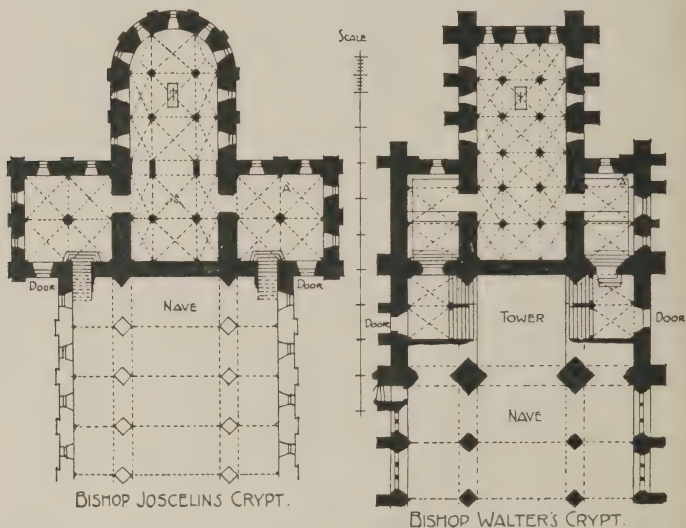 SCALE
A
DOOR
DOOR
NAVE
BISHOP JOSCELINS CRYPT.
DOOR
TOWER
DOOR
NAVE
BISHOP WALTER'S CRYPT.